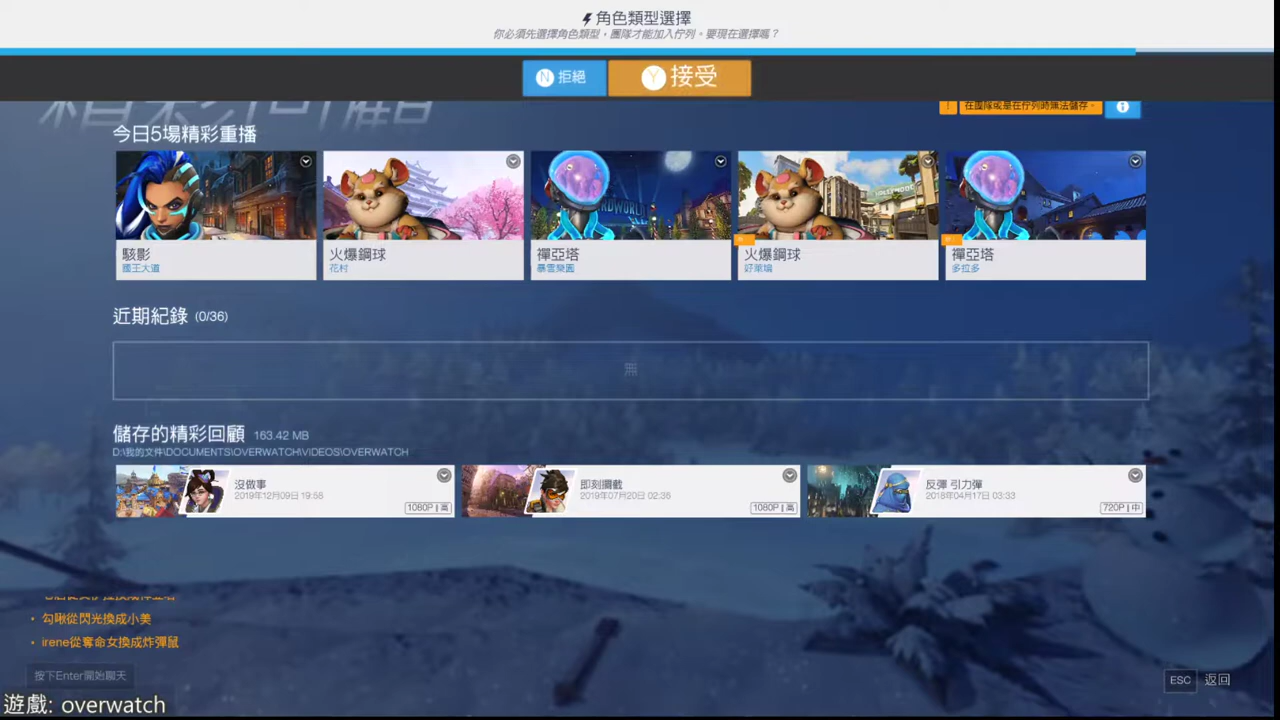 角色類型選擇
你必須先選擇角色類型，團隊才能加入佇列。要現在選擇嗎？
N 拒絕
Y 接受
精彩回顧
! 在團隊或是在佇列時無法儲存。
今日5場精彩重播
駭影
國王大道
火爆鋼球
花村
禪亞塔
暴雪樂園
火爆鋼球
好萊塢
禪亞塔
多拉多
近期紀錄 (0/36)
無
儲存的精彩回顧 163.42 MB
D:\我的文件\DOCUMENTS\OVERWATCH\VIDEOS\OVERWATCH
沒做事
2019年12月09日 19:56
1080P | 高
即刻攔截
2019年07月20日 02:36
1080P | 高
反彈 引力彈
2018年04月17日 03:33
720P | 中
勾啾從閃光換成小美
irene從奪命女換成炸彈鼠
按下Enter開始聊天
ESC 返回
遊戲: overwatch